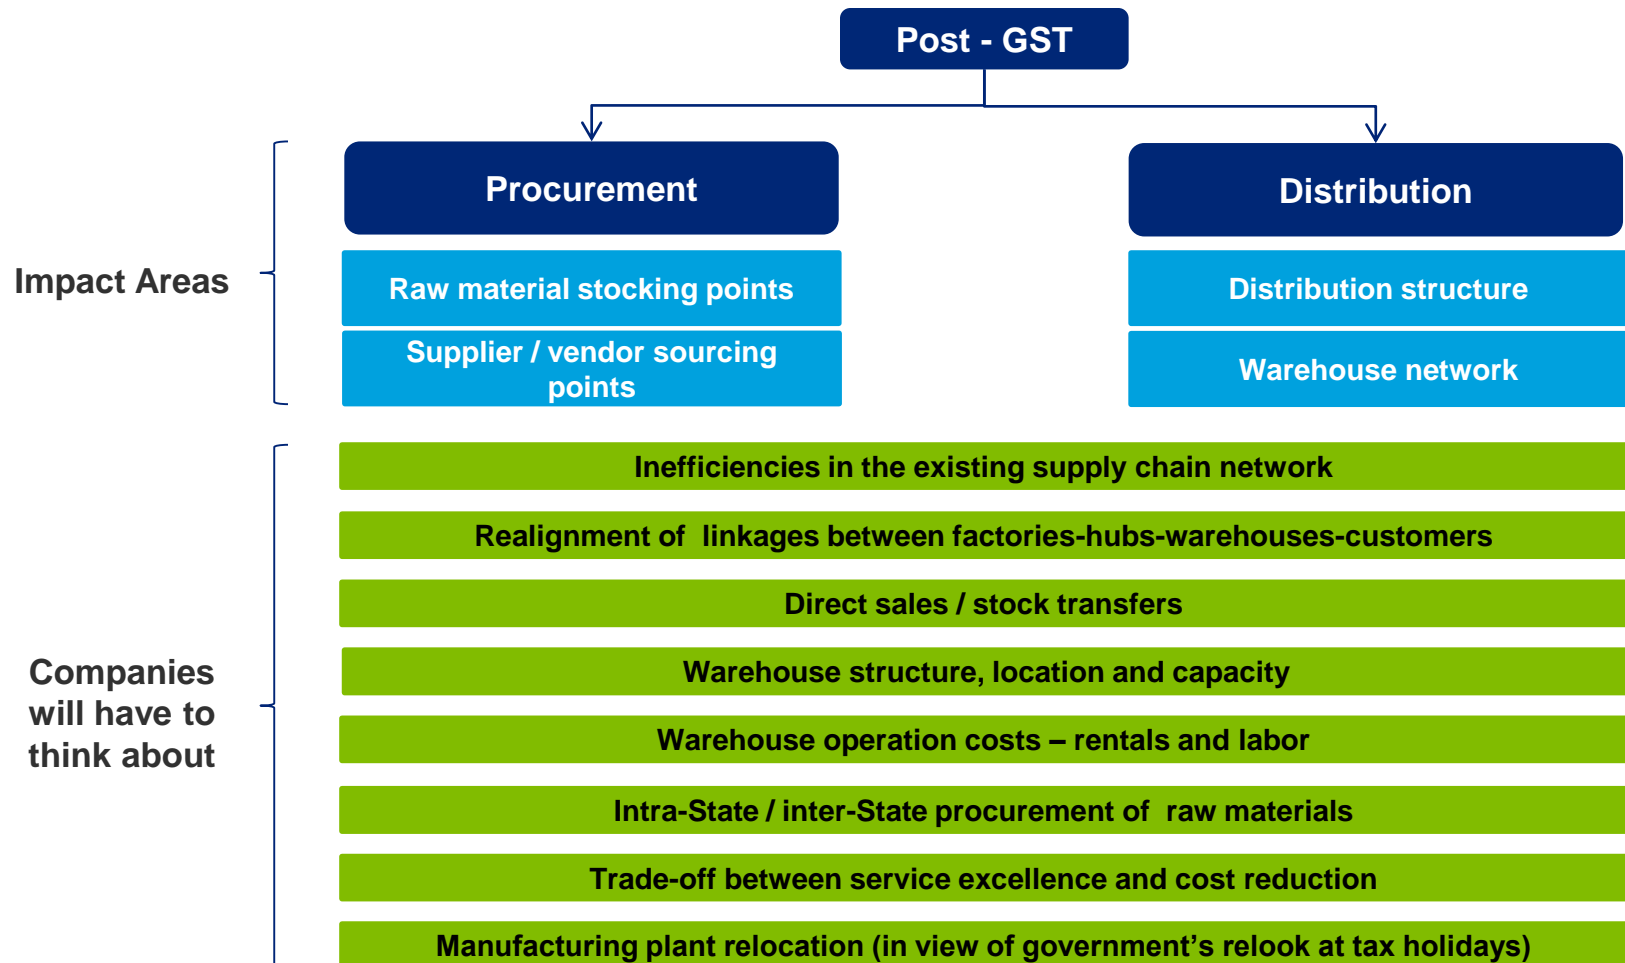 Post - GST
Impact Areas
Procurement
Distribution
Raw material stocking points
Distribution structure
Supplier / vendor sourcing
points
Warehouse network
Companies
will have to
think about
Inefficiencies in the existing supply chain network
Realignment of linkages between factories-hubs-warehouses-customers
Direct sales / stock transfers
Warehouse structure, location and capacity
Warehouse operation costs – rentals and labor
Intra-State / inter-State procurement of raw materials
Trade-off between service excellence and cost reduction
Manufacturing plant relocation (in view of government’s relook at tax holidays)